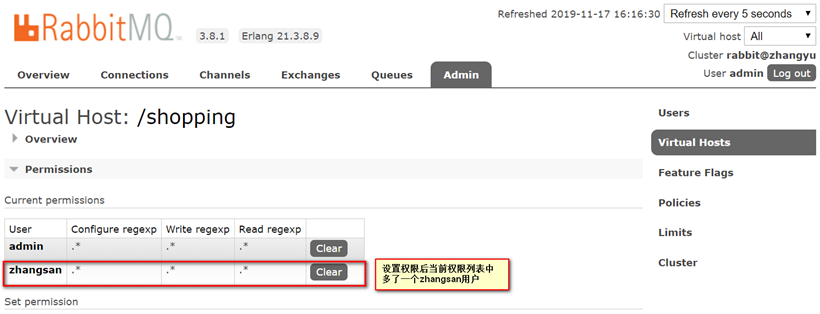 Refreshed 2019-11-17 16:16:30 Refresh every 5 seconds
RabbitMQ TM 3.8.1 Erlang 21.3.8.9
Virtual host All
Cluster rabbit@zhangyu
User admin Log out
Overview Connections Channels Exchanges Queues Admin
Virtual Host: /shopping
Overview
Permissions
Current permissions
User Configure regexp Write regexp Read regexp
admin .* .* .* Clear
zhangsan .* .* .* Clear
设置权限后当前权限列表中
多了一个zhangsan用户
Set permission
Users
Virtual Hosts
Feature Flags
Policies
Limits
Cluster